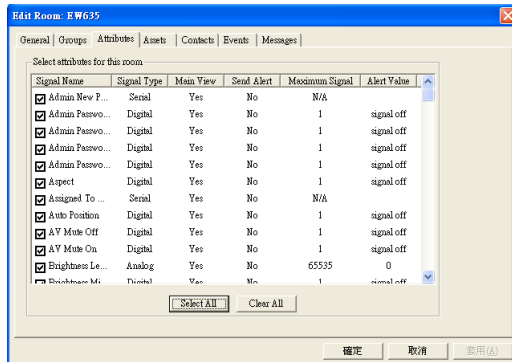 Edit Room: EW635
General Groups Attributes Assets Contacts Events Messages
Select attributes for this room
Signal Name Signal Type Main View Send Alert Maximum Signal Alert Value
Admin New P... Serial Yes No N/A
Admin Passwo... Digital Yes No 1 signal off
Admin Passwo... Digital Yes No 1 signal off
Admin Passwo... Digital Yes No 1 signal off
Aspect Digital Yes No 1 signal off
Assigned To ... Serial Yes No N/A
Auto Position Digital Yes No 1 signal off
AV Mute Off Digital Yes No 1 signal off
AV Mute On Digital Yes No 1 signal off
Brightness Le... Analog Yes No 65535 0
Brightness Mi... Digital Yes No 1 signal off
Select All Clear All
確定 取消 套用(A)